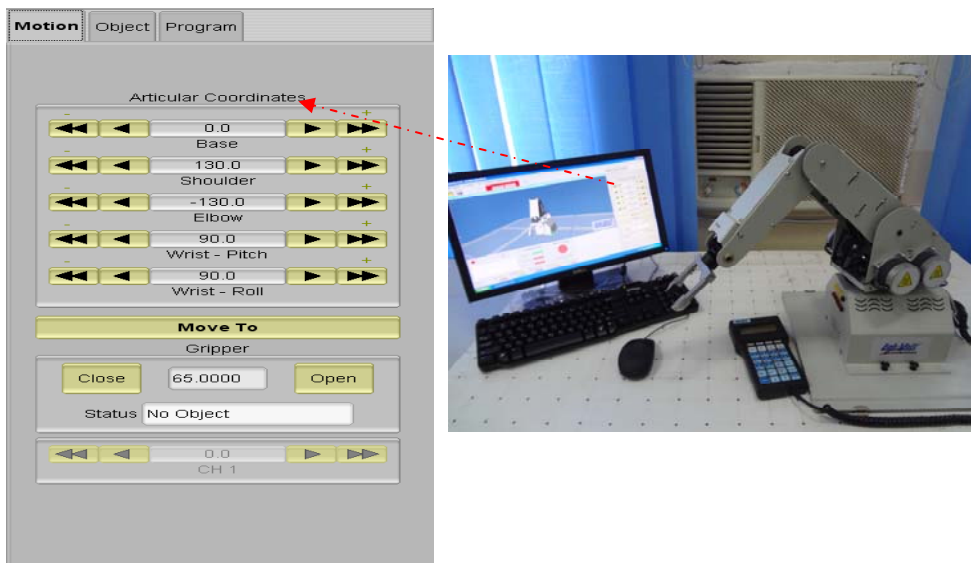 Motion Object Program
Articular Coordinates
- +
0.0
Base
- +
130.0
Shoulder
- +
-130.0
Elbow
- +
90.0
Wrist - Pitch
- +
90.0
Wrist - Roll
Move To
Gripper
Close 65.0000 Open
Status No Object
0.0
CH 1